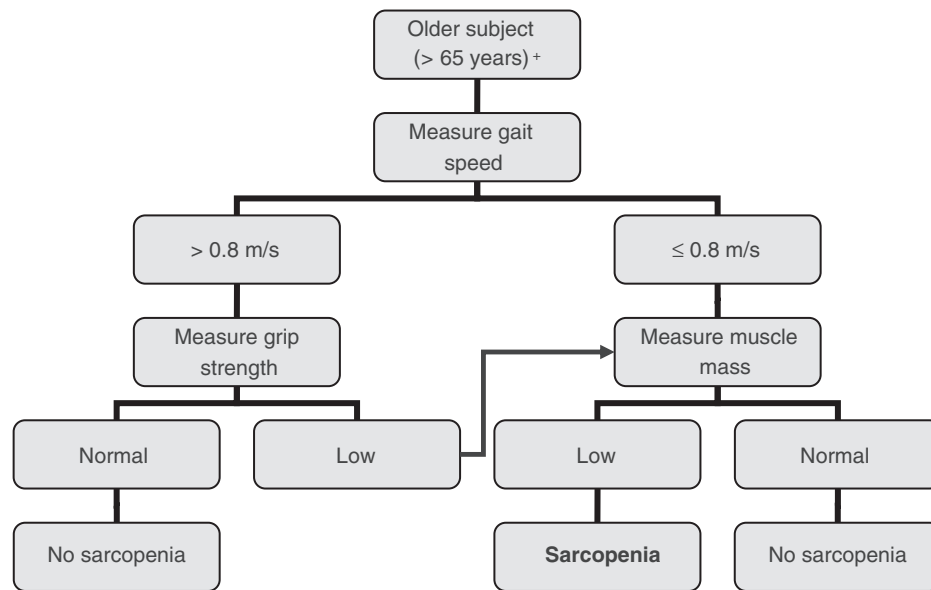 Older subject
(> 65 years) +
Measure gait
speed
> 0.8 m/s
≤ 0.8 m/s
Measure grip
strength
Measure muscle
mass
Normal
Low
Low
Normal
No sarcopenia
Sarcopenia
No sarcopenia